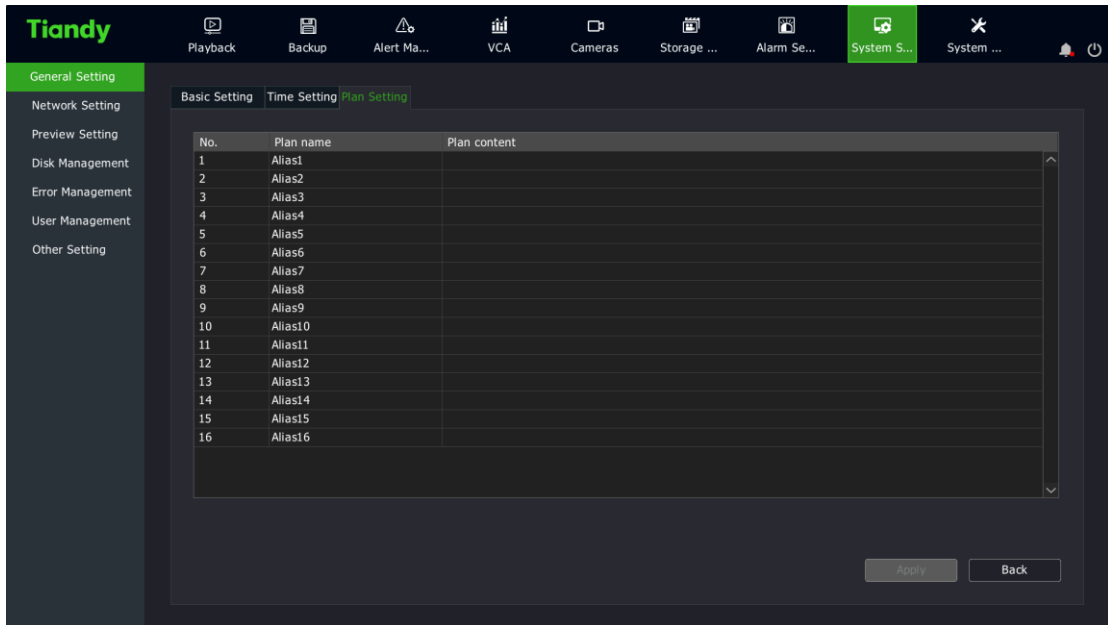 Tiandy
Playback Backup Alert Ma... VCA Cameras Storage ... Alarm Se... System S... System ...
General Setting
Network Setting
Preview Setting
Disk Management
Error Management
User Management
Other Setting
Basic Setting Time Setting Plan Setting
No. Plan name Plan content
1 Alias1
2 Alias2
3 Alias3
4 Alias4
5 Alias5
6 Alias6
7 Alias7
8 Alias8
9 Alias9
10 Alias10
11 Alias11
12 Alias12
13 Alias13
14 Alias14
15 Alias15
16 Alias16
Apply Back